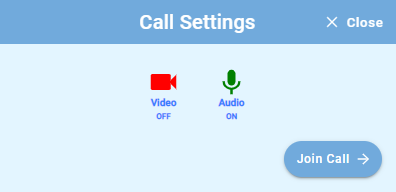 Call Settings
Close
Video
Audio
OFF
ON
Join Call